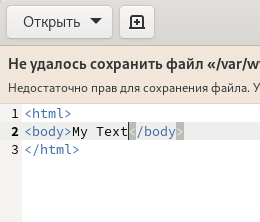 Открыть
Не удалось сохранить файл «/var/w
Недостаточно прав для сохранения файла. У
1 <html>
2 <body>My Text</body>
3 </html>